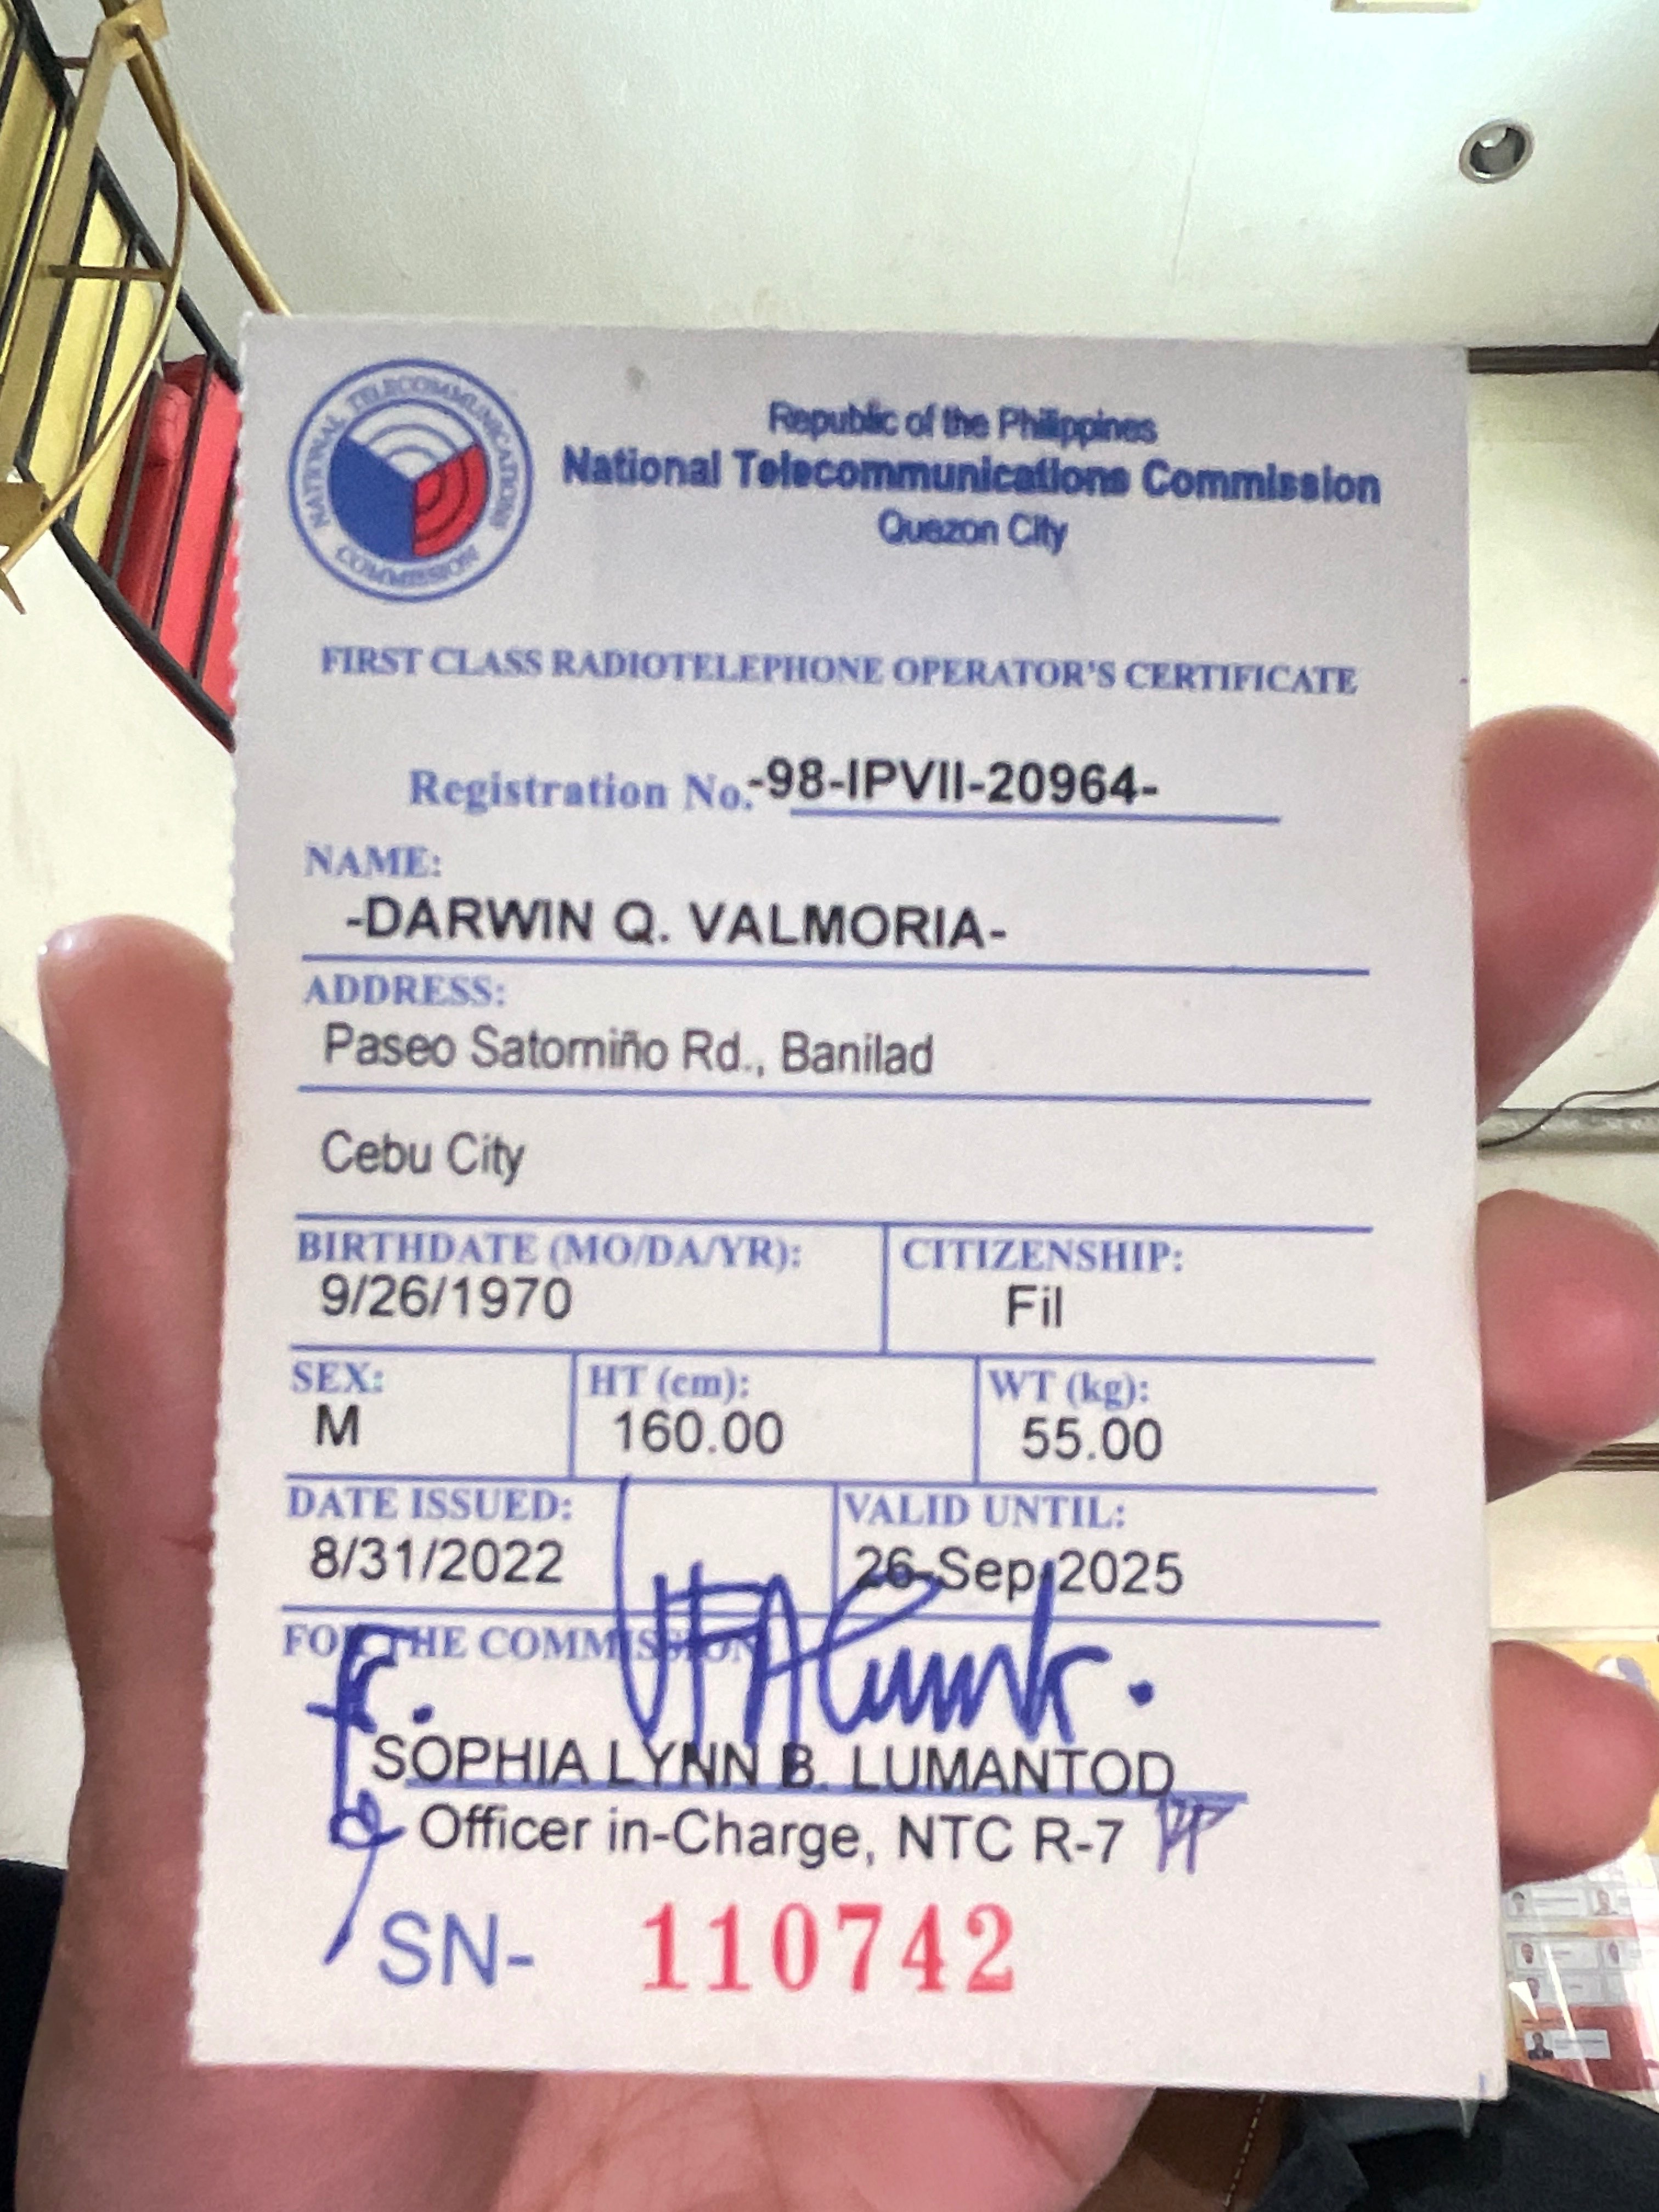 NATIONAL TELECOMMUNICATIONS COMMISSION
Republic of the Philippines
National Telecommunications Commission
Quezon City
FIRST CLASS RADIOTELEPHONE OPERATOR'S CERTIFICATE
Registration No. -98-IPVII-20964-
NAME:
-DARWIN Q. VALMORIA-
ADDRESS:
Paseo Satorniño Rd., Banilad
Cebu City
BIRTHDATE (MO/DA/YR): CITIZENSHIP:
9/26/1970 Fil
SEX: HT (cm): WT (kg):
M 160.00 55.00
DATE ISSUED: VALID UNTIL:
8/31/2022 26-Sep-2025
FOR THE COMMISSION
SOPHIA LYNN B. LUMANTOD
Officer in-Charge, NTC R-7
SN- 110742